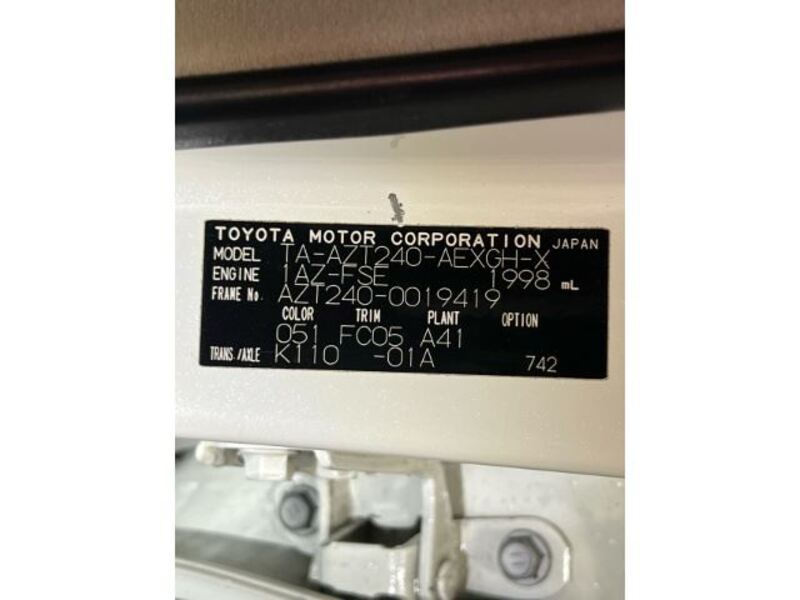 TOYOTA MOTOR CORPORATION JAPAN
MODEL TA-AZT240-AEXGH-X
ENGINE 1AZ-FSE 1998 mL
FRAME No. AZT240-0019419
COLOR TRIM PLANT OPTION
051 FC05 A41
TRANS./AXLE K110 -01A 742